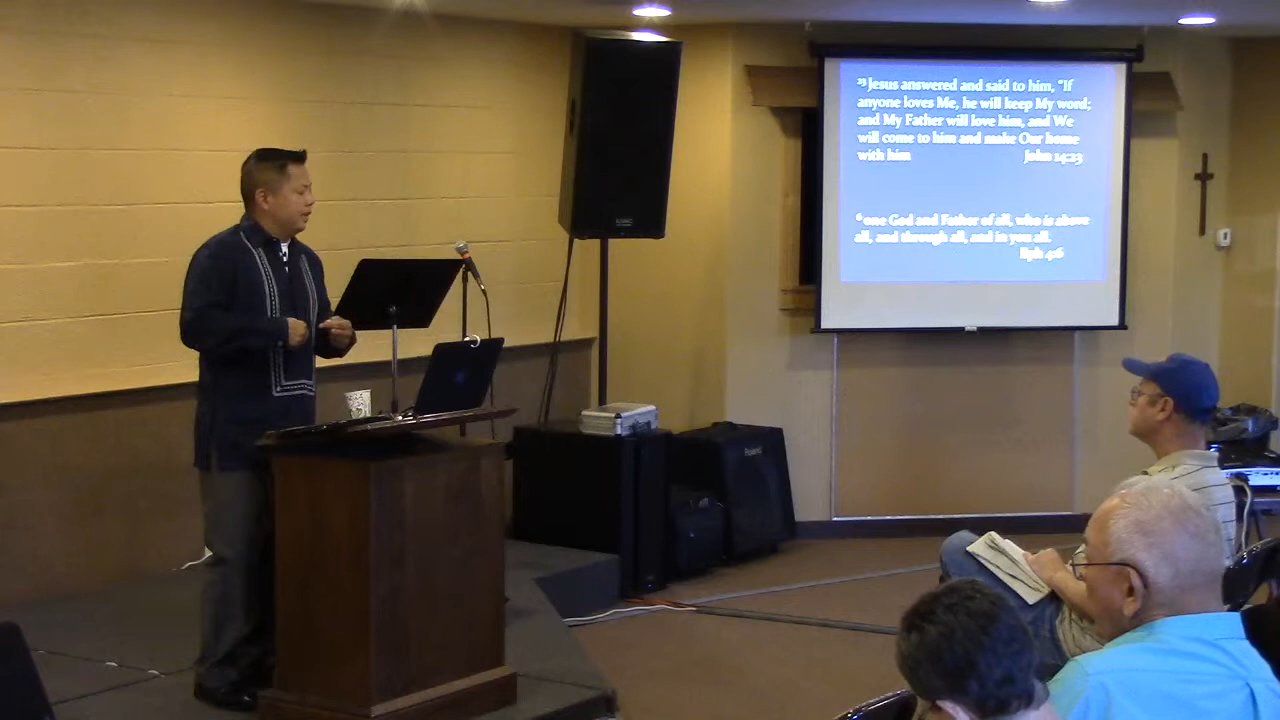 23 Jesus answered and said to him, "If
anyone loves Me, he will keep My word;
and My Father will love him, and We
will come to him and make Our home
with him John 14:23
6 one God and Father of all, who is above
all, and through all, and in you all.
Eph 4:6
Roland